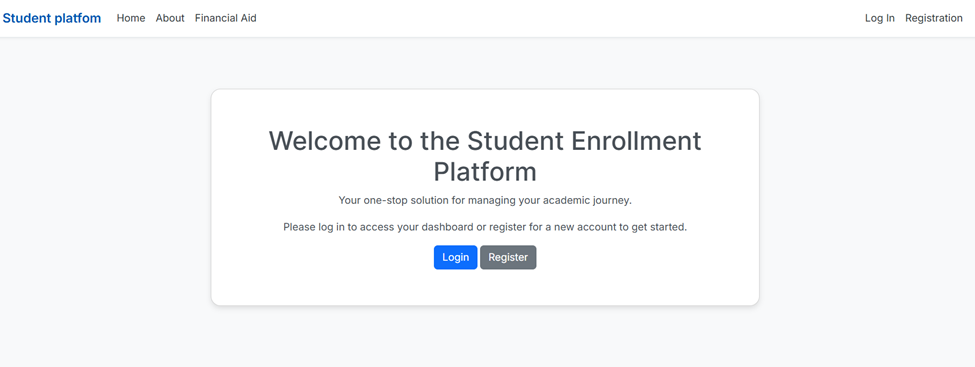 Student platfom Home About Financial Aid Log In Registration
Welcome to the Student Enrollment
Platform
Your one-stop solution for managing your academic journey.
Please log in to access your dashboard or register for a new account to get started.
Login Register